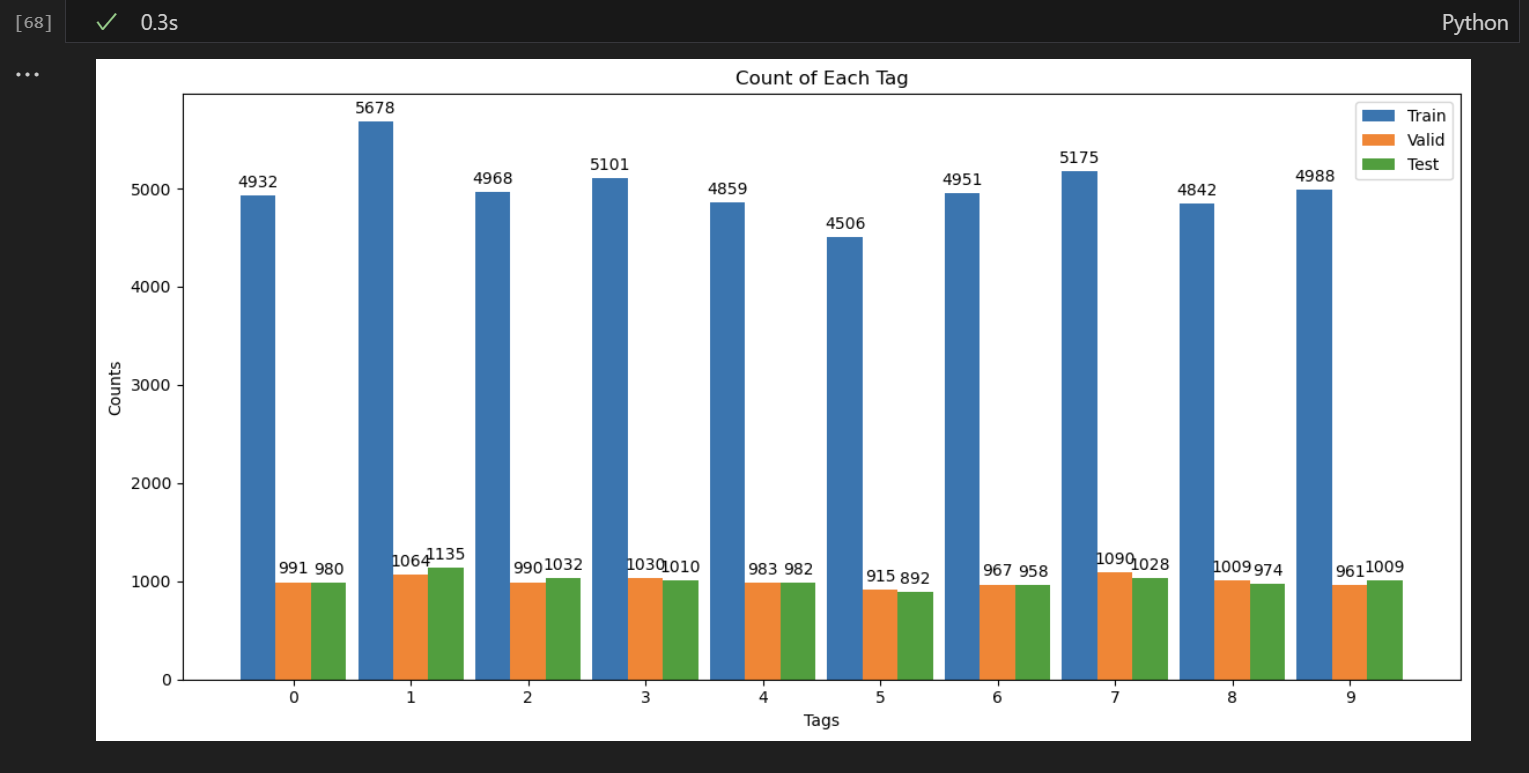 [68] ✓ 0.3s Python
...
Count of Each Tag
Train
Valid
Test
Counts
5000
4000
3000
2000
1000
0
4932 991 980
5678 1064 1135
4968 990 1032
5101 1030 1010
4859 983 982
4506 915 892
4951 967 958
5175 1090 1028
4842 1009 974
4988 961 1009
0 1 2 3 4 5 6 7 8 9
Tags